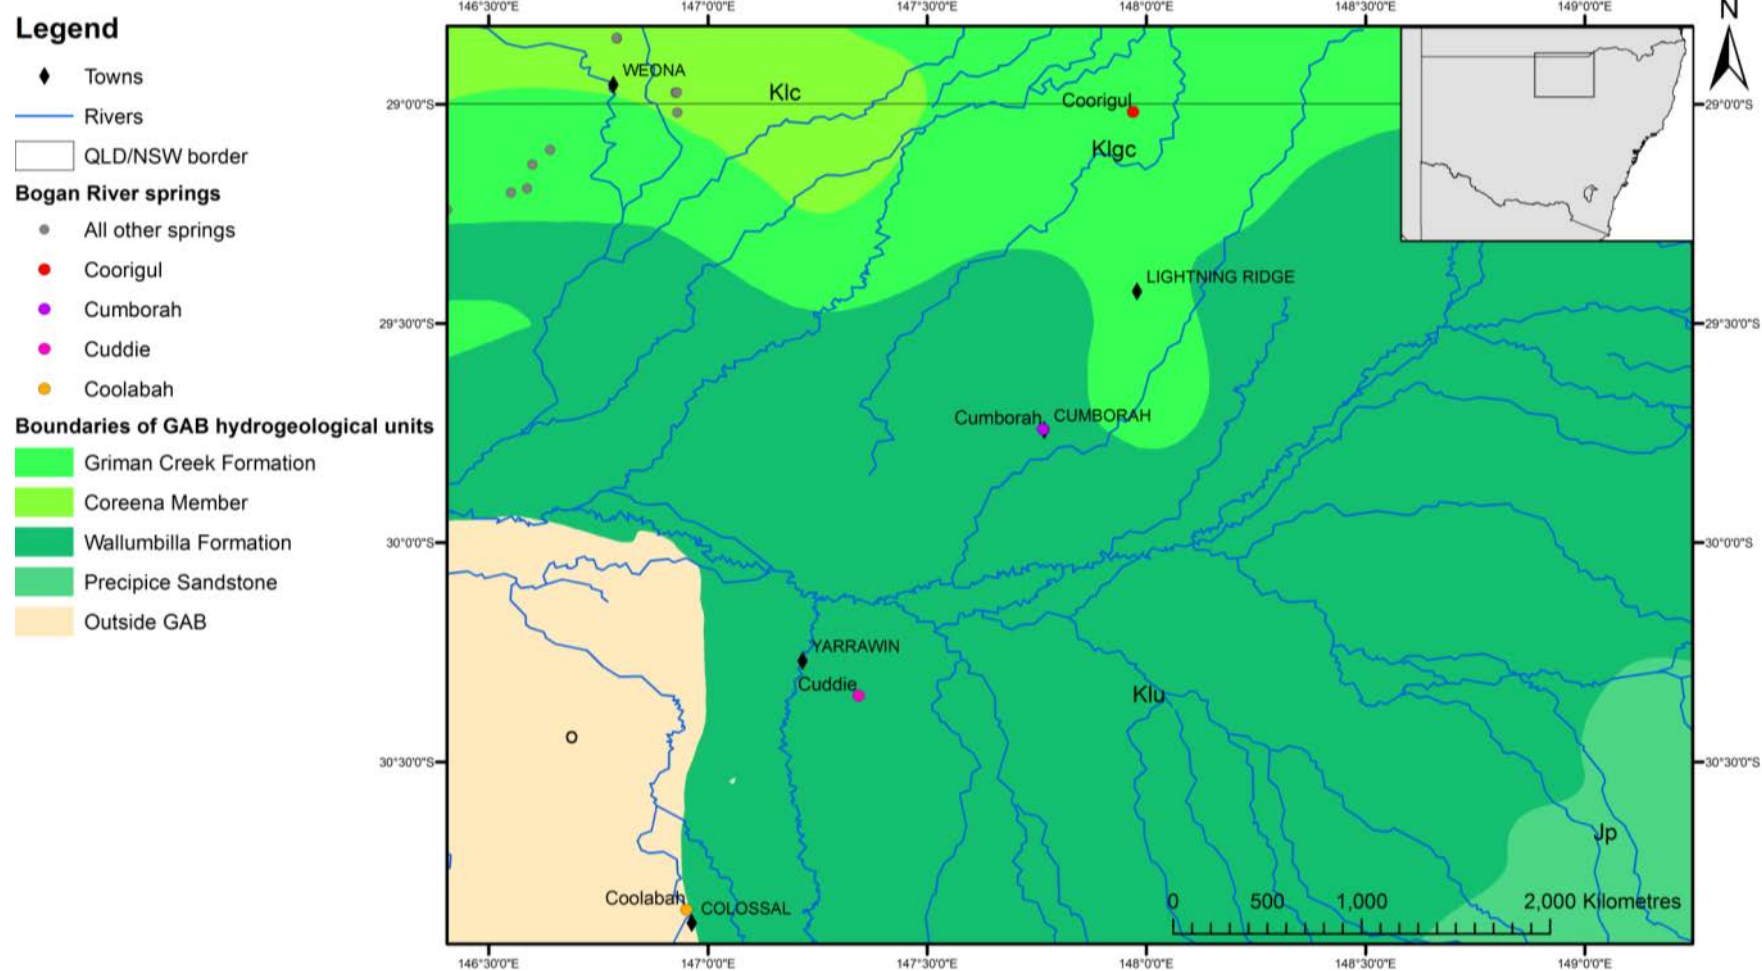 146°30'0"E 147°0'0"E 147°30'0"E 148°0'0"E 148°30'0"E 149°0'0"E
N
Legend
Towns
Rivers
QLD/NSW border
Bogan River springs
All other springs
Coorigul
Cumborah
Cuddie
Coolabah
Boundaries of GAB hydrogeological units
Griman Creek Formation
Coreena Member
Wallumbilla Formation
Precipice Sandstone
Outside GAB
WEONA
Klc
29°0'0"S
Coorigul
29°0'0"S
Klgc
LIGHTNING RIDGE
29°30'0"S
29°30'0"S
Cumborah
CUMBORAH
30°0'0"S
30°0'0"S
YARRAWIN
Cuddie
Klu
O
30°30'0"S
30°30'0"S
Jp
Coolabah
COLOSSAL
0 500 1,000 2,000 Kilometres
146°30'0"E 147°0'0"E 147°30'0"E 148°0'0"E 148°30'0"E 149°0'0"E